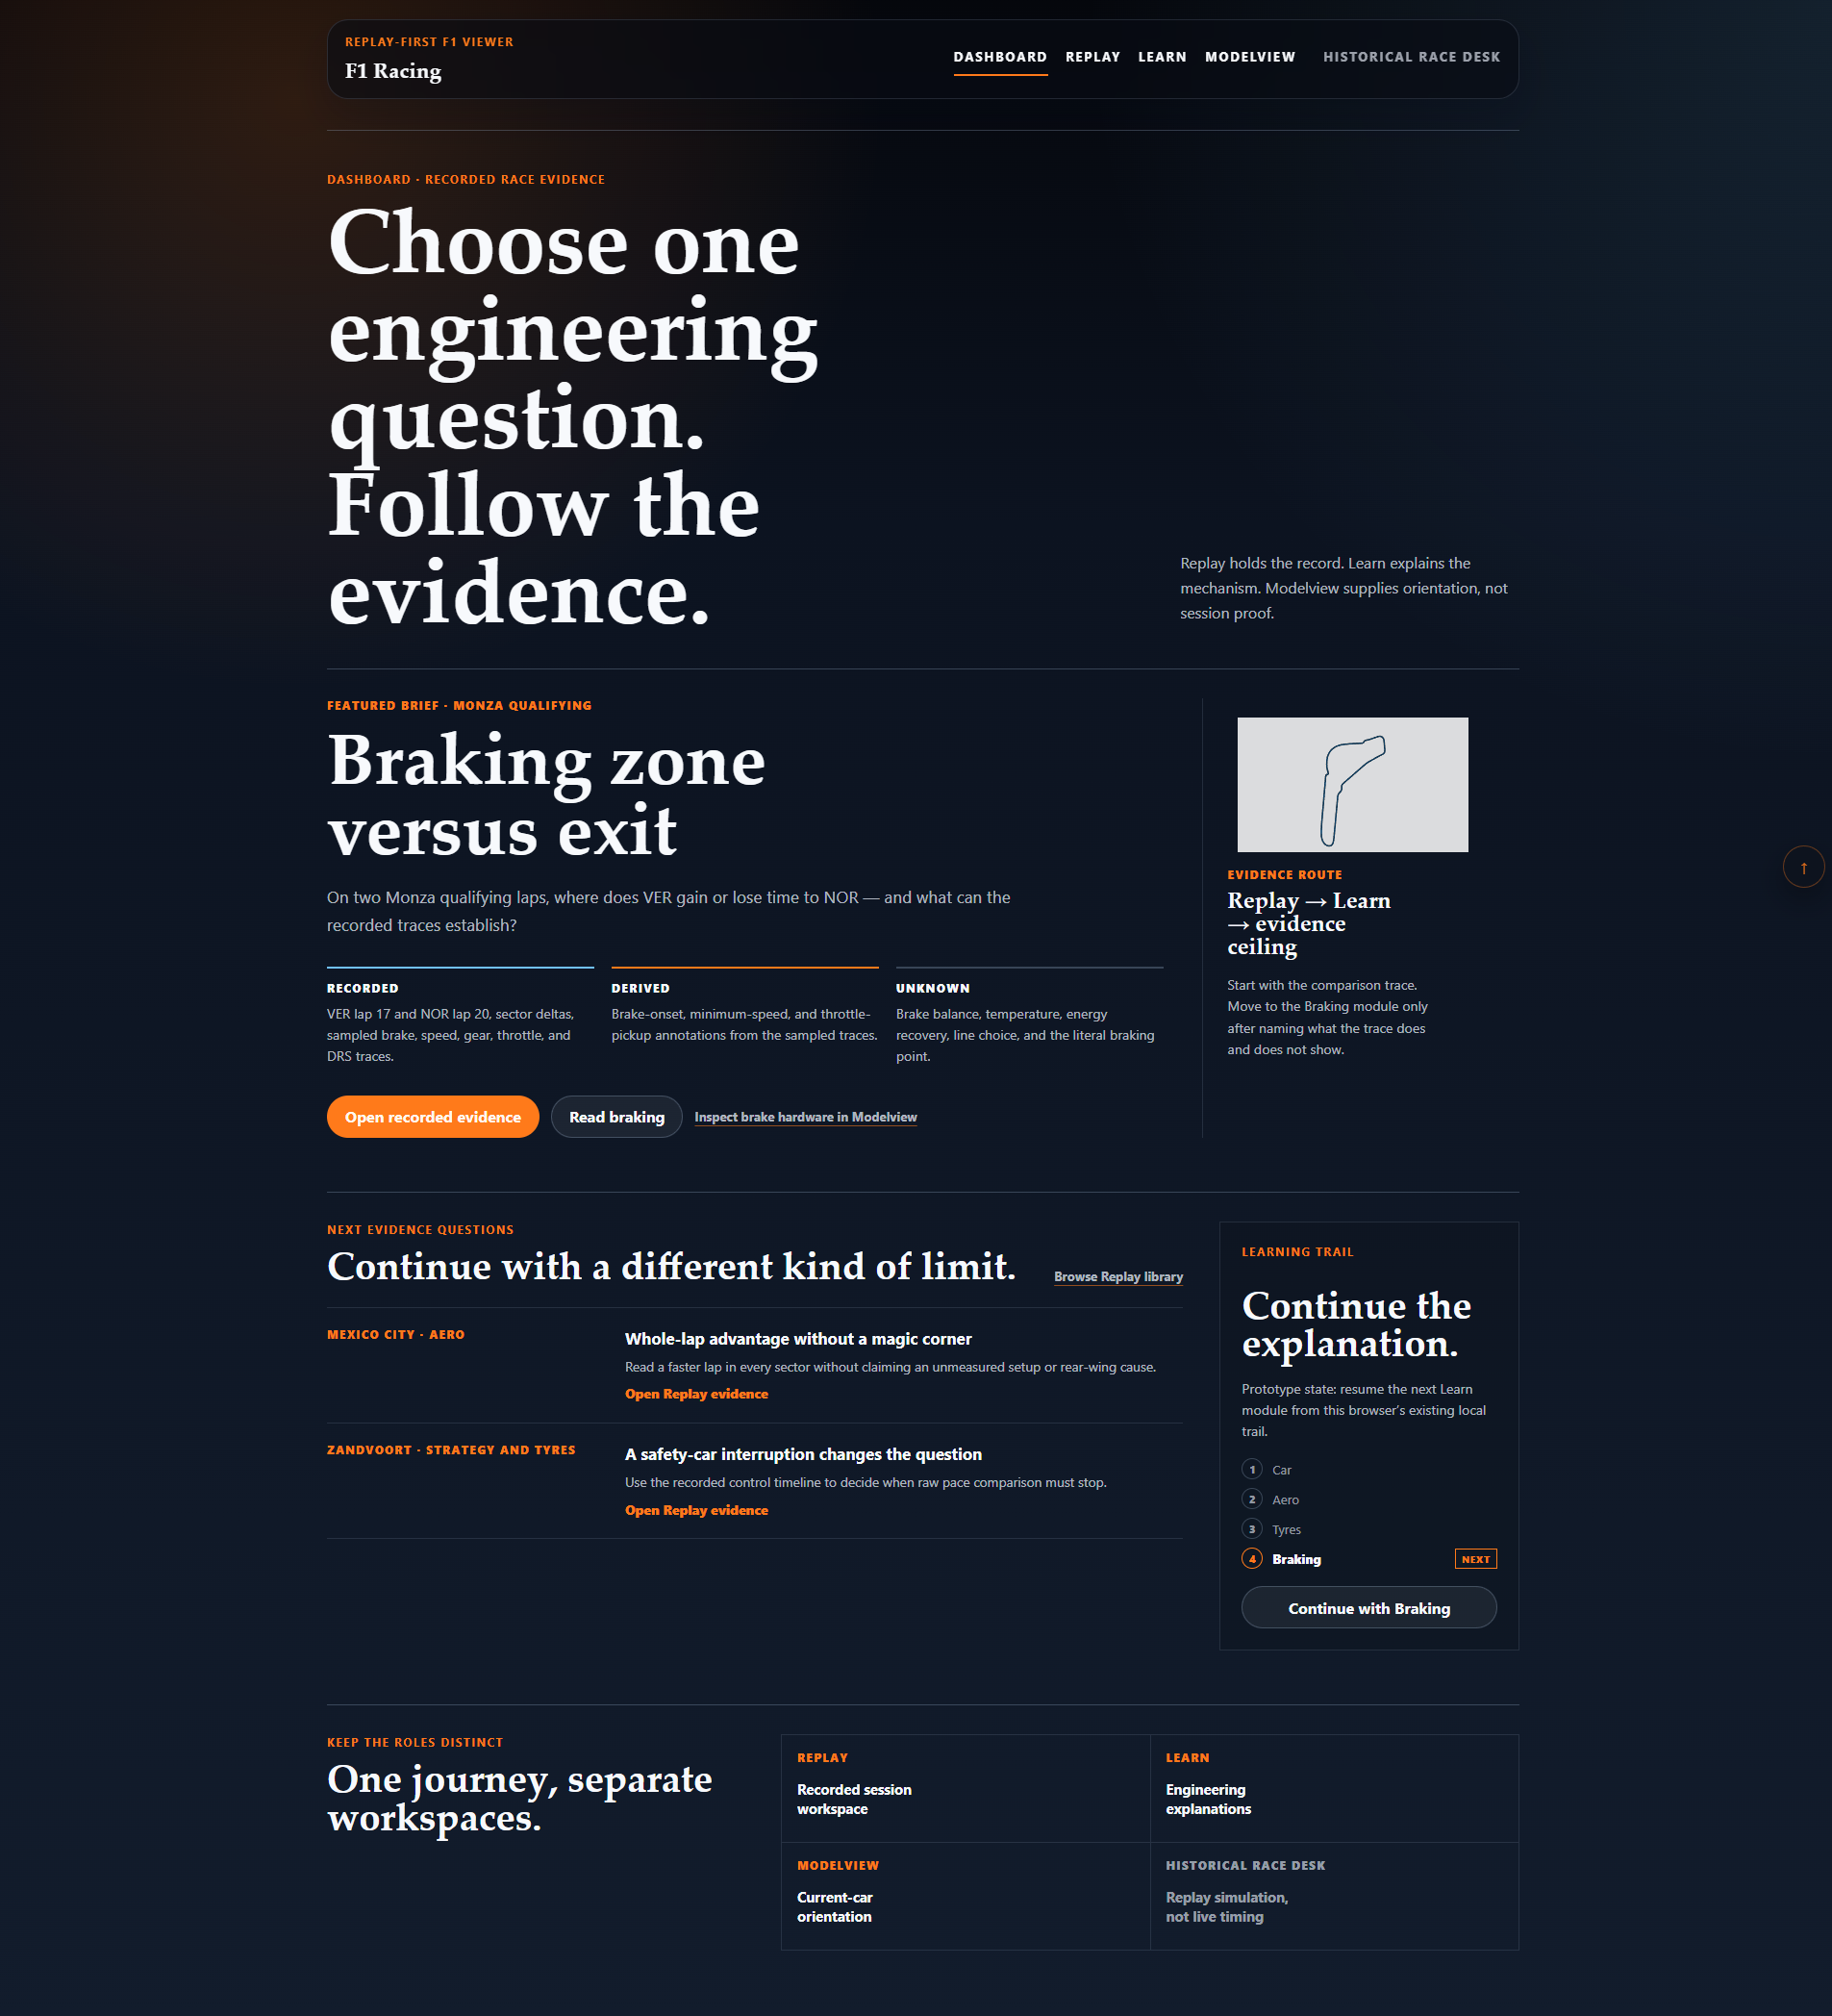 REPLAY-FIRST F1 VIEWER
F1 Racing
DASHBOARD REPLAY LEARN MODELVIEW HISTORICAL RACE DESK
DASHBOARD · RECORDED RACE EVIDENCE
Choose one
engineering
question.
Follow the
evidence.
Replay holds the record. Learn explains the
mechanism. Modelview supplies orientation, not
session proof.
FEATURED BRIEF · MONZA QUALIFYING
Braking zone
versus exit
On two Monza qualifying laps, where does VER gain or lose time to NOR — and what can the
recorded traces establish?
RECORDED
VER lap 17 and NOR lap 20, sector deltas,
sampled brake, speed, gear, throttle, and
DRS traces.
DERIVED
Brake-onset, minimum-speed, and throttle-
pickup annotations from the sampled traces.
UNKNOWN
Brake balance, temperature, energy
recovery, line choice, and the literal braking
point.
Open recorded evidence
Read braking
Inspect brake hardware in Modelview
EVIDENCE ROUTE
Replay → Learn
→ evidence
ceiling
Start with the comparison trace.
Move to the Braking module only
after naming what the trace does
and does not show.
↑
NEXT EVIDENCE QUESTIONS
Continue with a different kind of limit.
Browse Replay library
MEXICO CITY · AERO
Whole-lap advantage without a magic corner
Read a faster lap in every sector without claiming an unmeasured setup or rear-wing cause.
Open Replay evidence
ZANDVOORT · STRATEGY AND TYRES
A safety-car interruption changes the question
Use the recorded control timeline to decide when raw pace comparison must stop.
Open Replay evidence
LEARNING TRAIL
Continue the
explanation.
Prototype state: resume the next Learn
module from this browser’s existing local
trail.
1 Car
2 Aero
3 Tyres
4 Braking NEXT
Continue with Braking
KEEP THE ROLES DISTINCT
One journey, separate
workspaces.
REPLAY
Recorded session
workspace
LEARN
Engineering
explanations
MODELVIEW
Current-car
orientation
HISTORICAL RACE DESK
Replay simulation,
not live timing